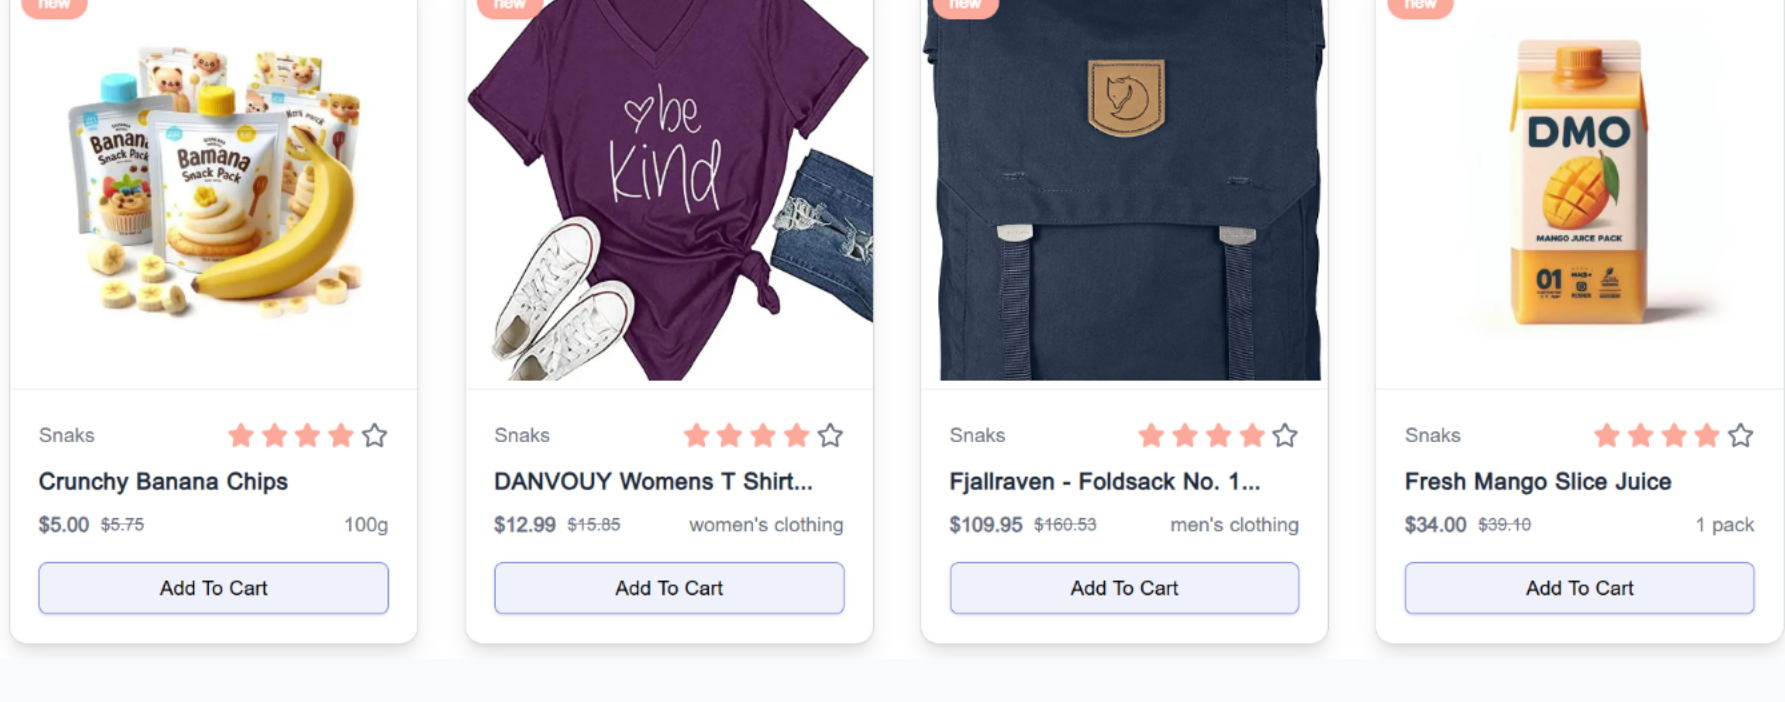 new
new
new
new
Banana
Snack Pack
Bamana
Snack Pack
be
kind
DMO
MANGO JUICE PACK
01
Snaks
Crunchy Banana Chips
$5.00 $5.75 100g
Add To Cart
Snaks
DANVOUY Womens T Shirt...
$12.99 $15.85 women's clothing
Add To Cart
Snaks
Fjallraven - Foldsack No. 1...
$109.95 $160.53 men's clothing
Add To Cart
Snaks
Fresh Mango Slice Juice
$34.00 $39.10 1 pack
Add To Cart